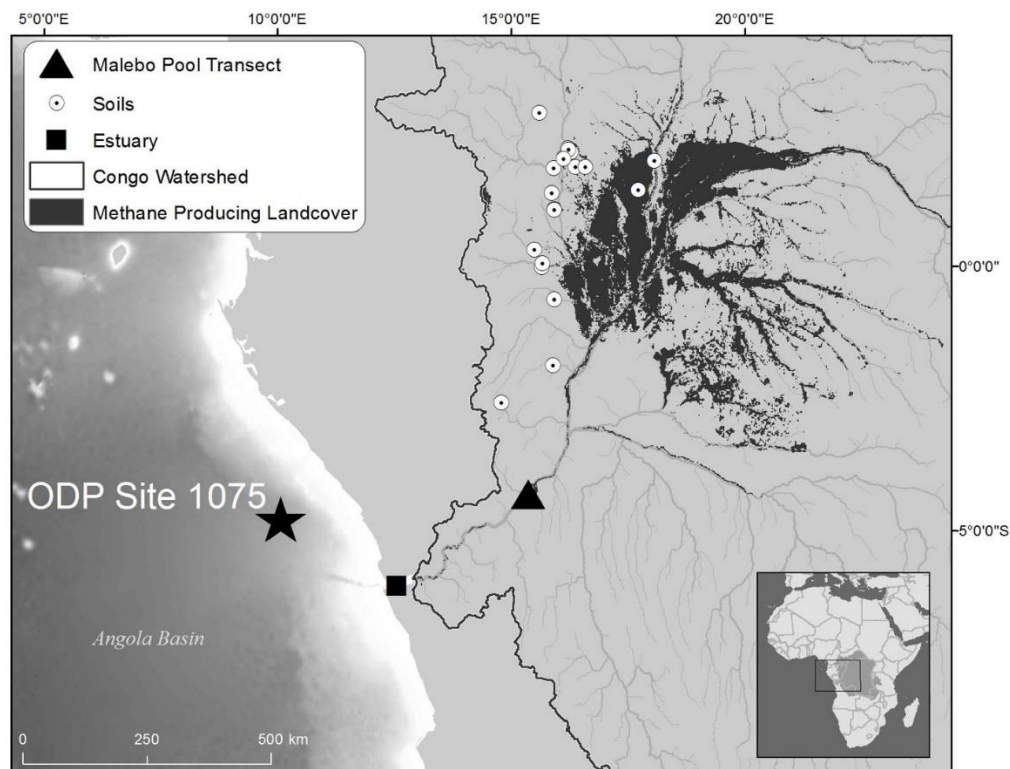 5°0'0"E 10°0'0"E 15°0'0"E 20°0'0"E
Malebo Pool Transect
Soils
Estuary
Congo Watershed
Methane Producing Landcover
0°0'0"
ODP Site 1075
5°0'0"S
Angola Basin
0 250 500 km